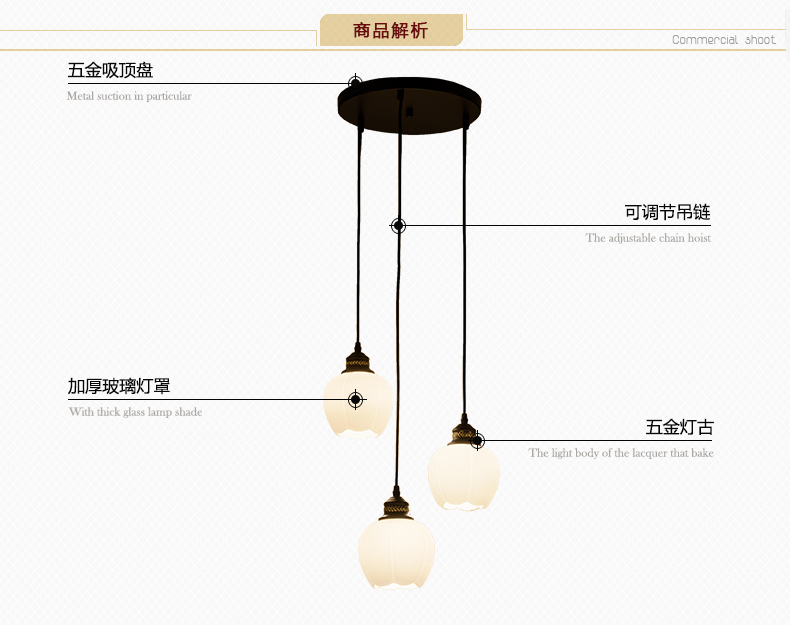 商品解析
Commercial shoot
五金吸顶盘
Metal suction in particular
可调节吊链
The adjustable chain hoist
加厚玻璃灯罩
With thick glass lamp shade
五金灯古
The light body of the lacquer that bake